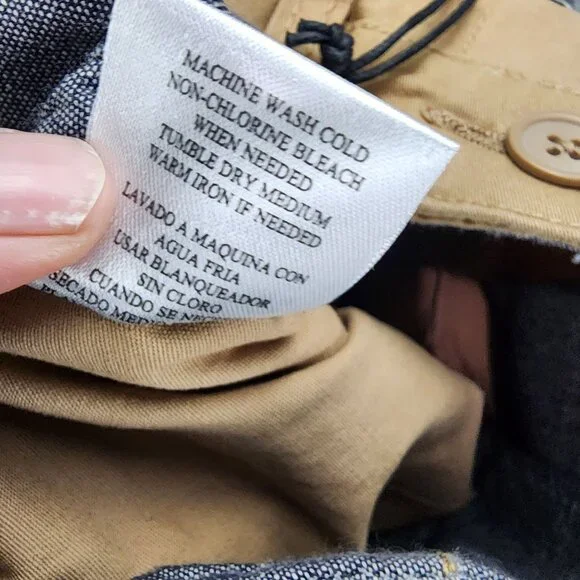 MACHINE WASH COLD
NON-CHLORINE BLEACH
WHEN NEEDED
TUMBLE DRY MEDIUM
WARM IRON IF NEEDED
LAVADO A MAQUINA CON
AGUA FRIA
USAR BLANQUEADOR
SIN CLORO
CUANDO SE